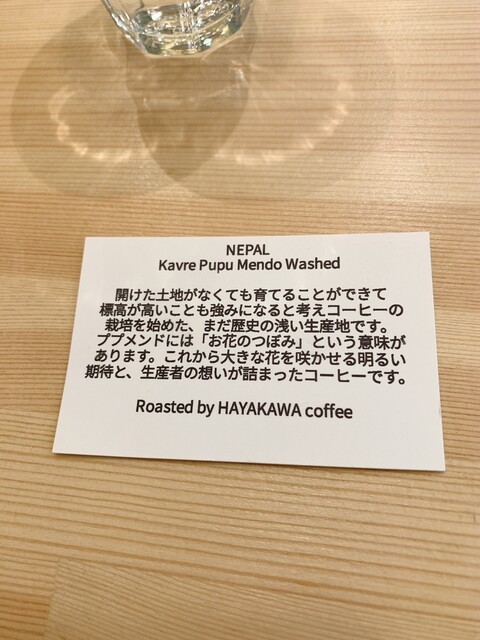 NEPAL
Kavre Pupu Mendo Washed
開けた土地がなくても育てることができて
標高が高いことも強みになると考えコーヒーの
栽培を始めた、まだ歴史の浅い生産地です。
ププメンドには「お花のつぼみ」という意味が
あります。これから大きな花を咲かせる明るい
期待と、生産者の想いが詰まったコーヒーです。
Roasted by HAYAKAWA coffee